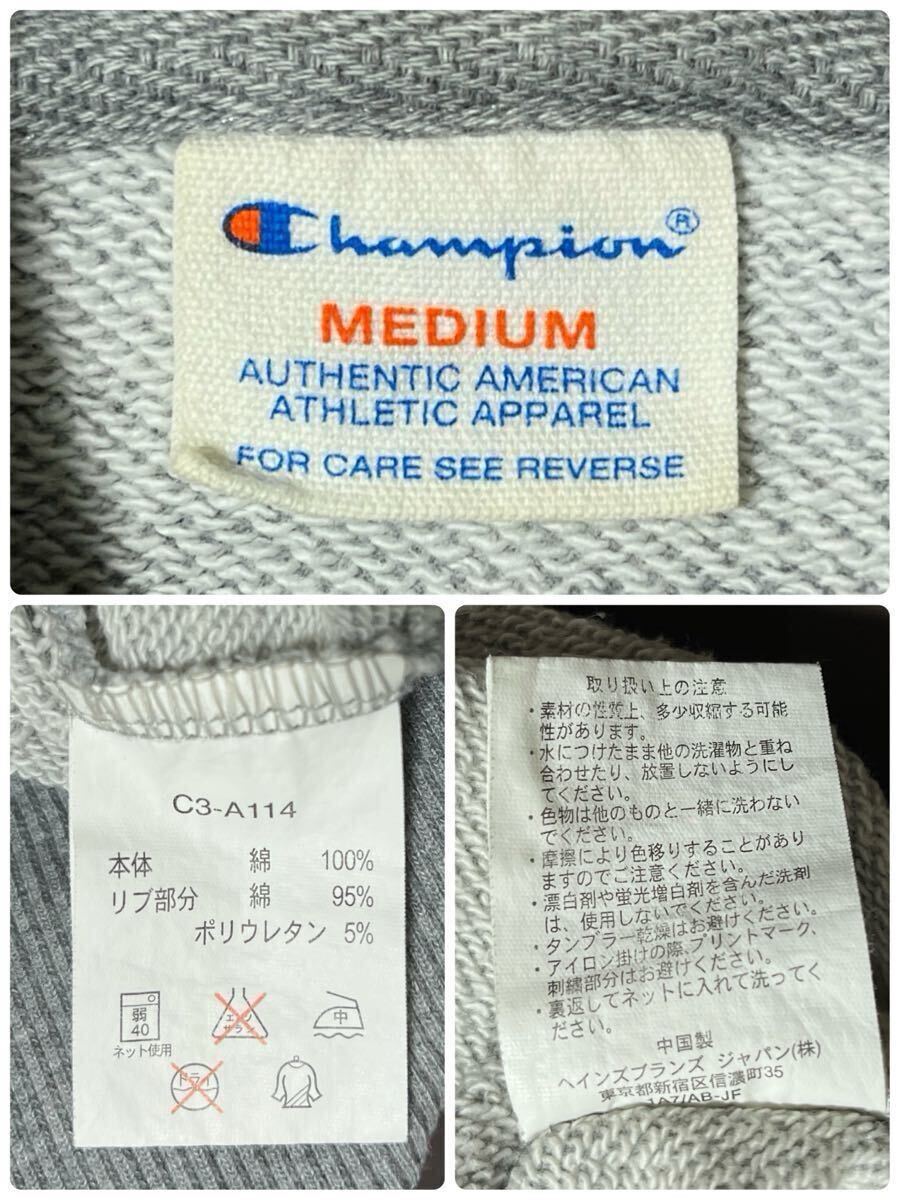 Champion®
MEDIUM
AUTHENTIC AMERICAN
ATHLETIC APPAREL
FOR CARE SEE REVERSE
C3-A114
本体 綿 100%
リブ部分 綿 95%
ポリウレタン 5%
弱
40
ネット使用
エンソ
サラシ
中
ドライ
取り扱い上の注意
・素材の性質上、多少収縮する可能
性があります。
・水につけたまま他の洗濯物と重ね
合わせたり、放置しないようにし
てください。
・色物は他のものと一緒に洗わない
でください。
・摩擦により色移りすることがあり
ますのでご注意ください。
・漂白剤や蛍光増白剤を含んだ洗剤
は、使用しないでください。
・タンブラー乾燥はお避けください。
・アイロン掛けの際、プリントマーク、
刺繍部分はお避けください。
・裏返してネットに入れて洗ってく
ださい。
中国製
ヘインズブランズ ジャパン(株)
東京都新宿区信濃町35
1A7/AB-JF